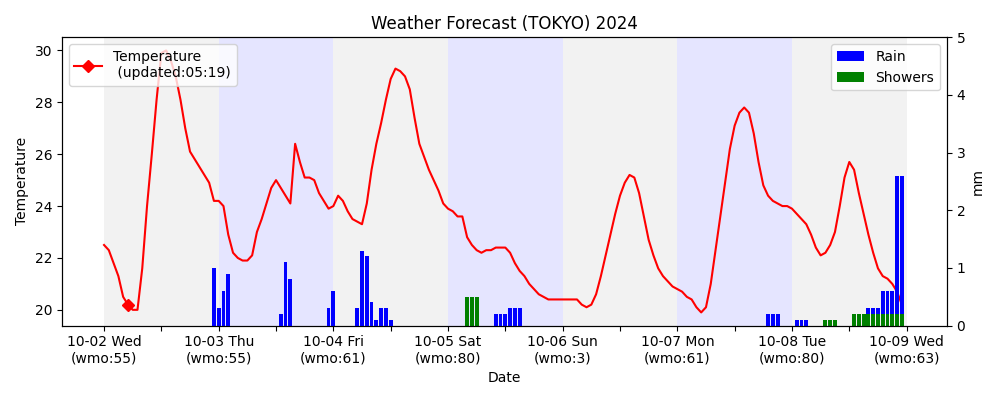 Weather Forecast (TOKYO) 2024
Temperature
(updated:05:19)
Rain
Showers
30
28
26
24
22
20
Temperature
5
4
3
2
1
0
mm
10-02 Wed
(wmo:55)
10-03 Thu
(wmo:55)
10-04 Fri
(wmo:61)
10-05 Sat
(wmo:80)
10-06 Sun
(wmo:3)
10-07 Mon
(wmo:61)
10-08 Tue
(wmo:80)
10-09 Wed
(wmo:63)
Date